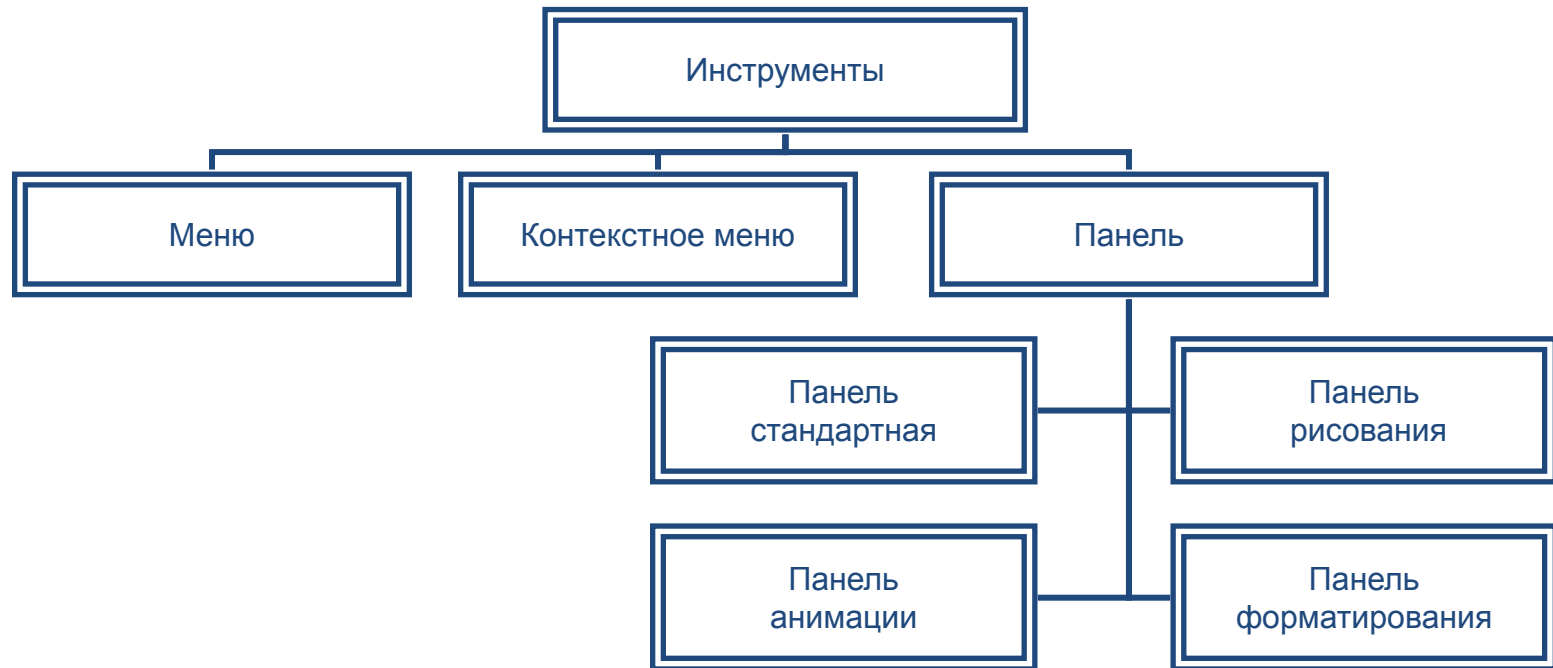 Инструменты
Меню
Контекстное меню
Панель
Панель
стандартная
Панель
рисования
Панель
анимации
Панель
форматирования